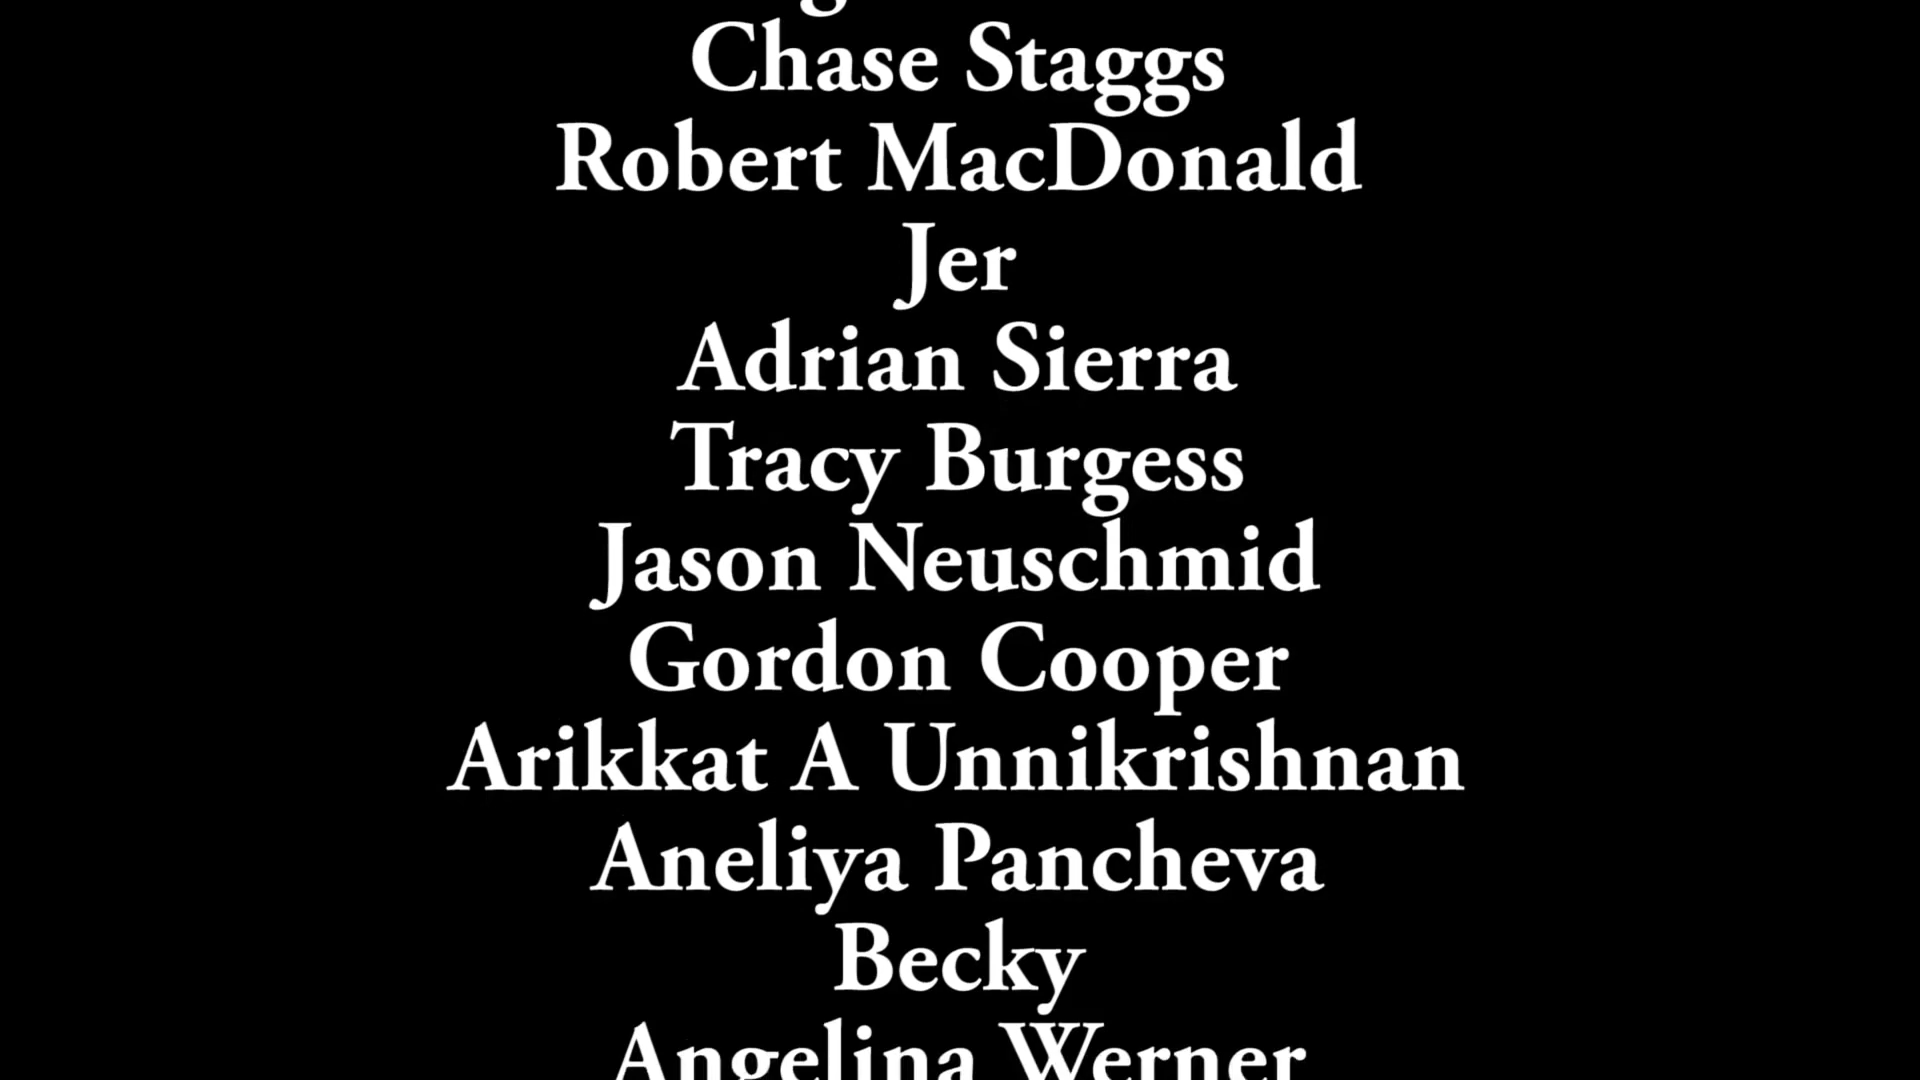 Chase Staggs
Robert MacDonald
Jer
Adrian Sierra
Tracy Burgess
Jason Neuschmid
Gordon Cooper
Arikkat A Unnikrishnan
Aneliya Pancheva
Becky
Angelina Werner